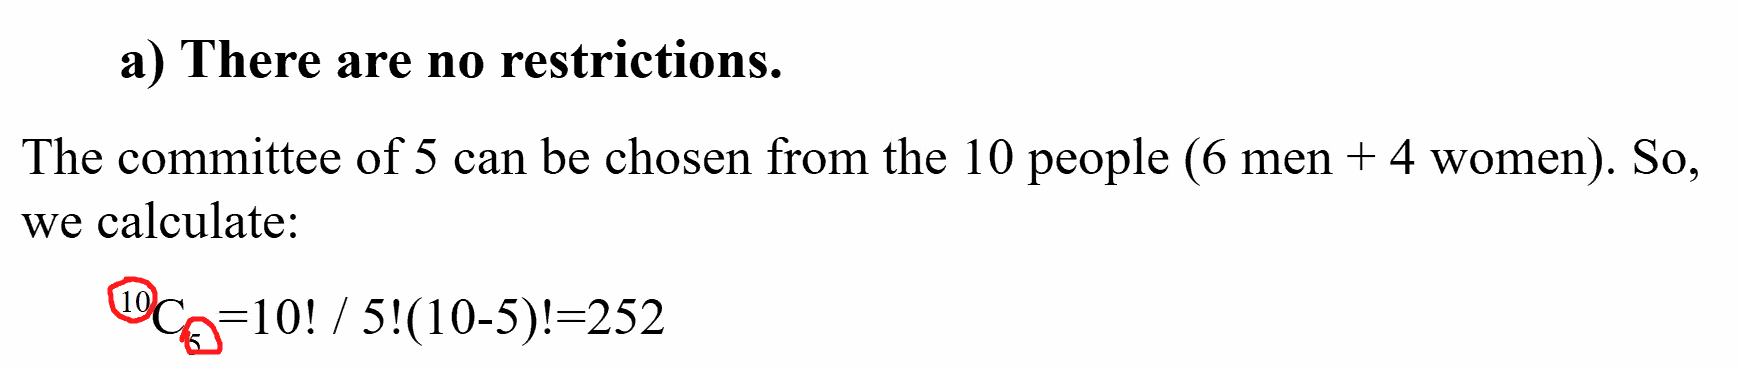 a) There are no restrictions.
The committee of 5 can be chosen from the 10 people (6 men + 4 women). So,
we calculate:
¹⁰C₅=10! / 5!(10-5)!=252